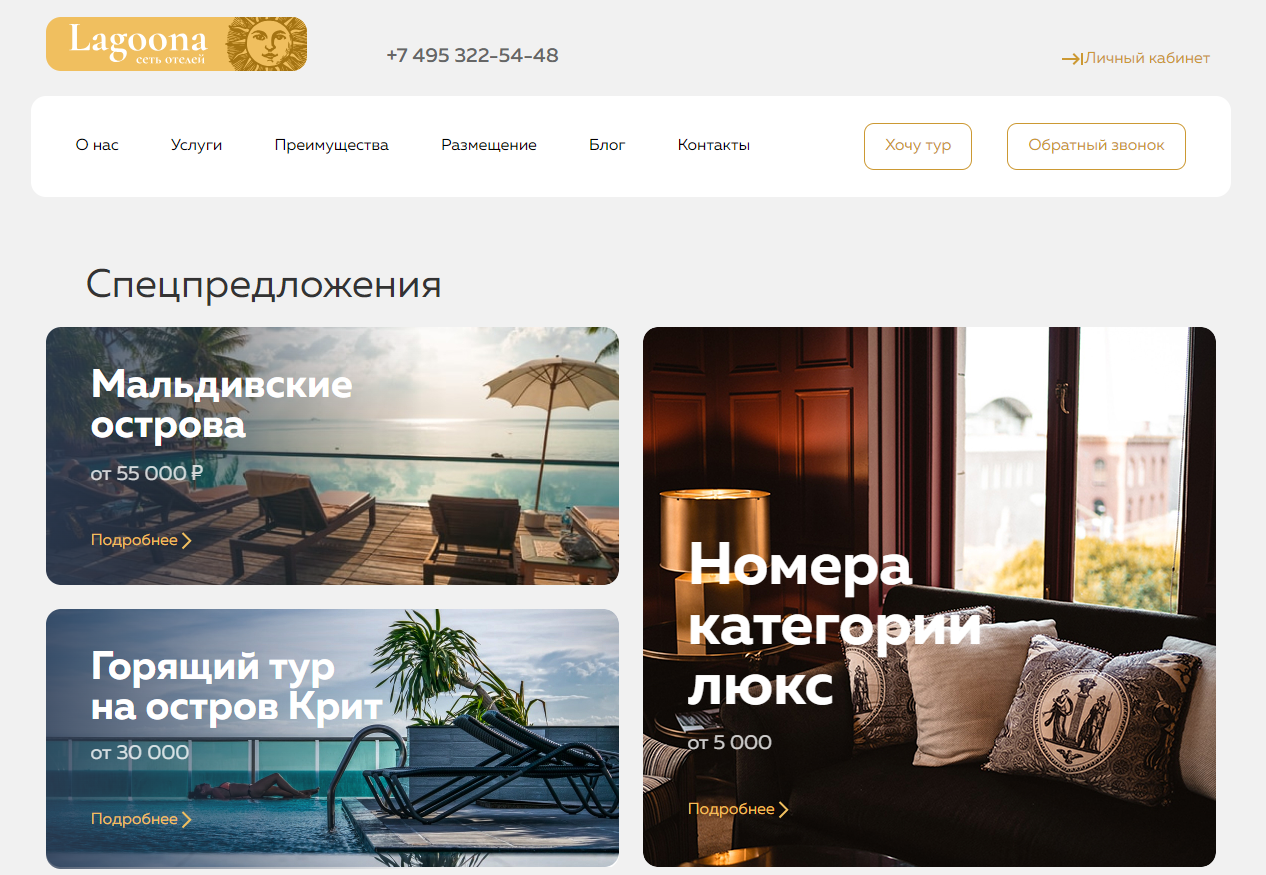 Lagoona
сеть отелей
+7 495 322-54-48
Личный кабинет
О нас
Услуги
Преимущества
Размещение
Блог
Контакты
Хочу тур
Обратный звонок
Спецпредложения
Мальдивские
острова
от 55 000 ₽
Подробнее
Горящий тур
на остров Крит
от 30 000
Подробнее
Номера
категории
люкс
от 5 000
Подробнее